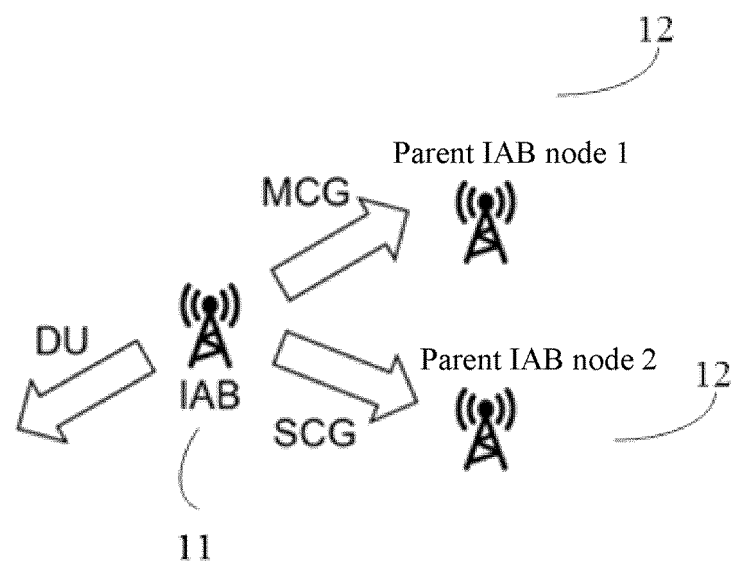 12
Parent IAB node 1
MCG
DU
IAB
Parent IAB node 2
12
SCG
11